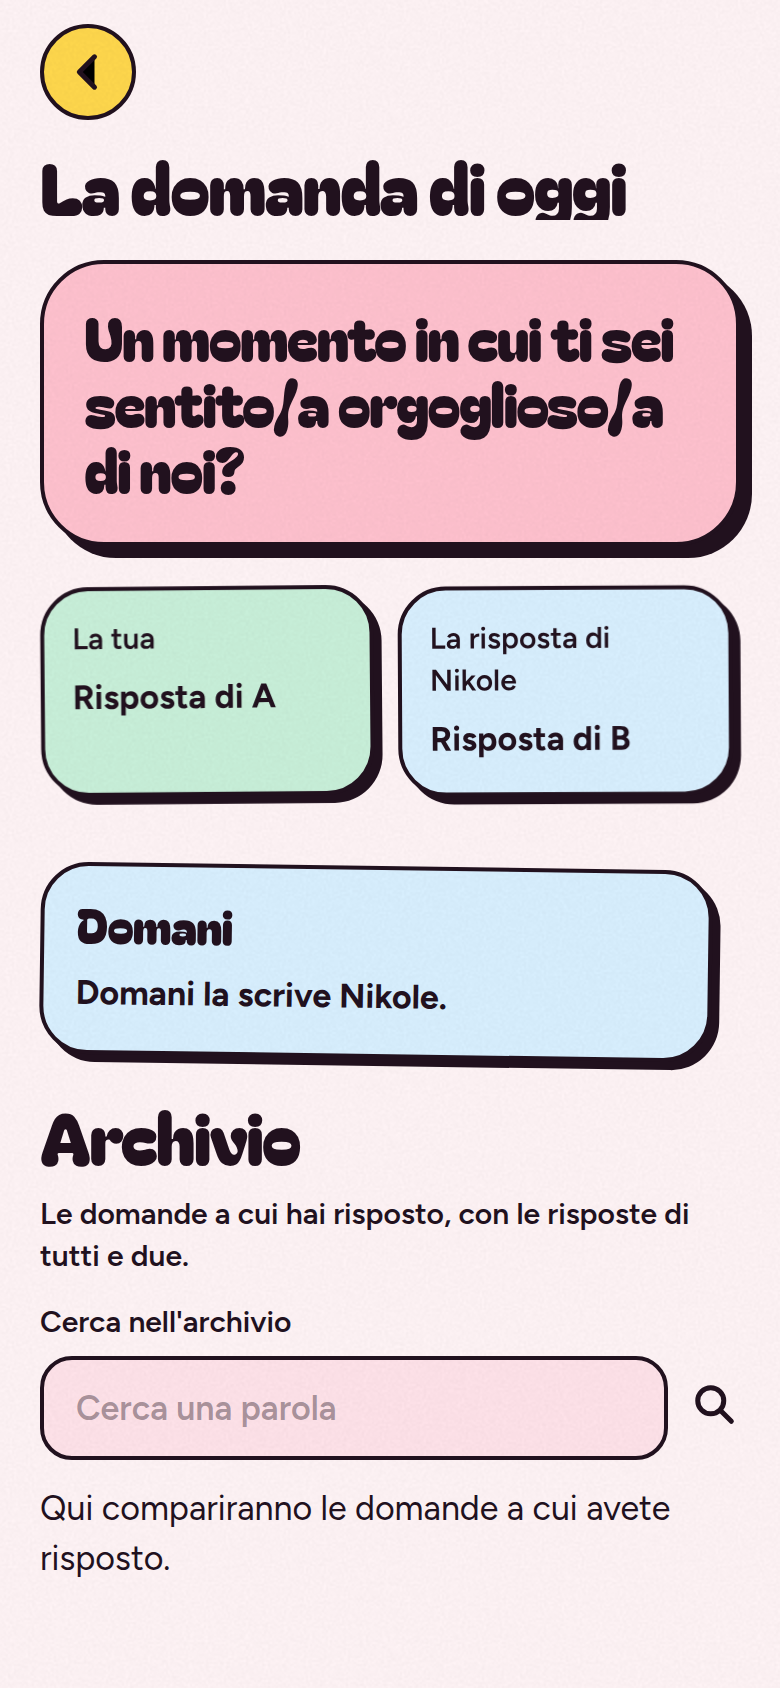 La domanda di oggi
Un momento in cui ti sei
sentito/a orgoglioso/a
di noi?
La tua
Risposta di A
La risposta di
Nikole
Risposta di B
Domani
Domani la scrive Nikole.
Archivio
Le domande a cui hai risposto, con le risposte di
tutti e due.
Cerca nell'archivio
Cerca una parola
Qui compariranno le domande a cui avete
risposto.